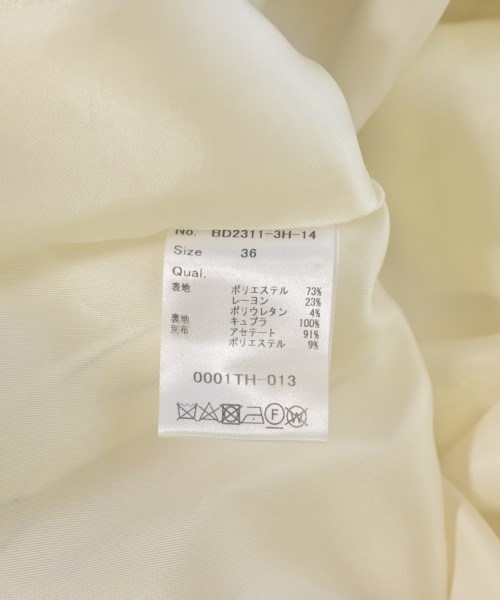 No. BD2311-3H-14
Size 36
Qual.
表地 ポリエステル 73%
レーヨン 23%
ポリウレタン 4%
裏地 キュプラ 100%
別布 アセテート 91%
ポリエステル 9%
0001TH-013
F W